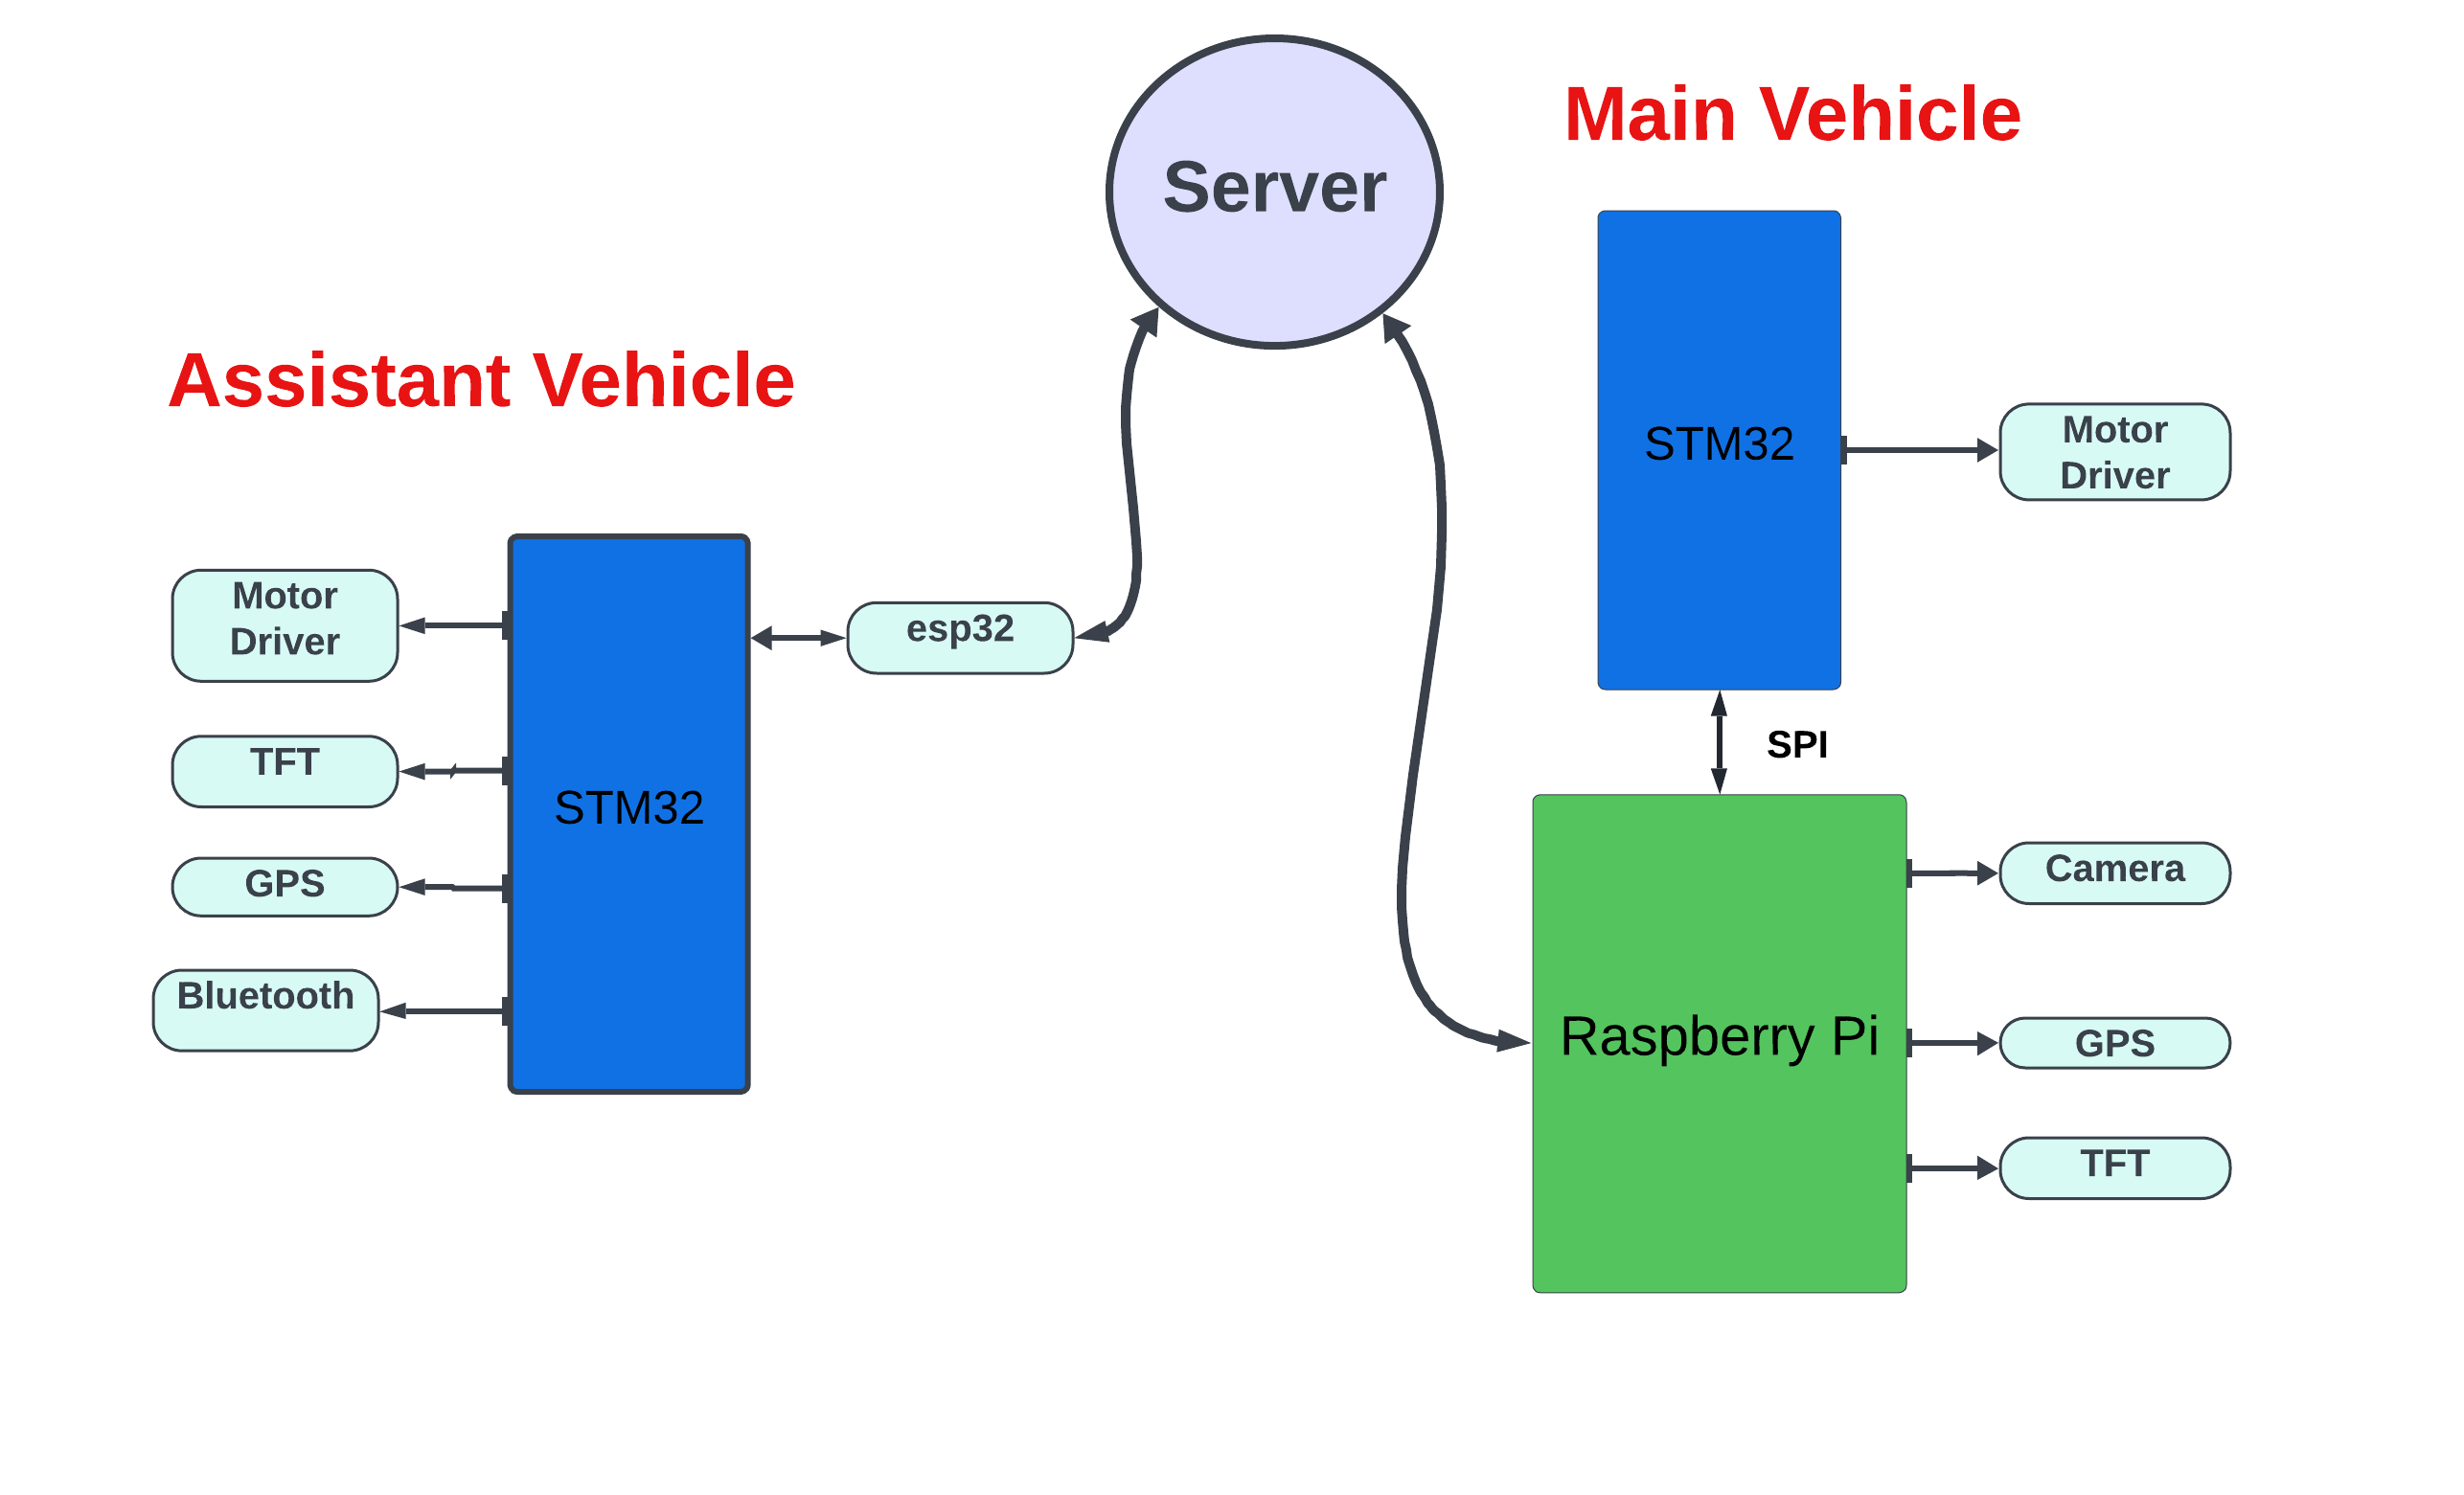 Server
Main Vehicle
Assistant Vehicle
STM32
Motor
Driver
Motor
Driver
esp32
TFT
SPI
STM32
GPS
Camera
Bluetooth
Raspberry Pi
GPS
TFT